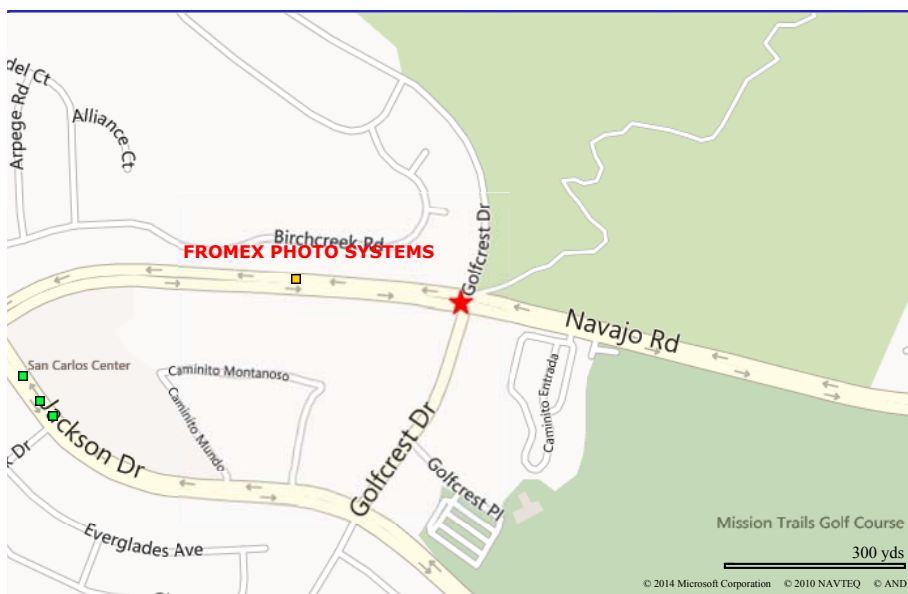 del Ct
Arpege Rd
Alliance Ct
Birchcreek Rd
FROMEX PHOTO SYSTEMS
Golfcrest Dr
Navajo Rd
San Carlos Center
Caminito Montanoso
Caminito Mundo
Caminito Entrada
Jackson Dr
Golfcrest Dr
Dr
Golfcrest Pl
Everglades Ave
Mission Trails Golf Course
300 yds
© 2014 Microsoft Corporation © 2010 NAVTEQ © AND